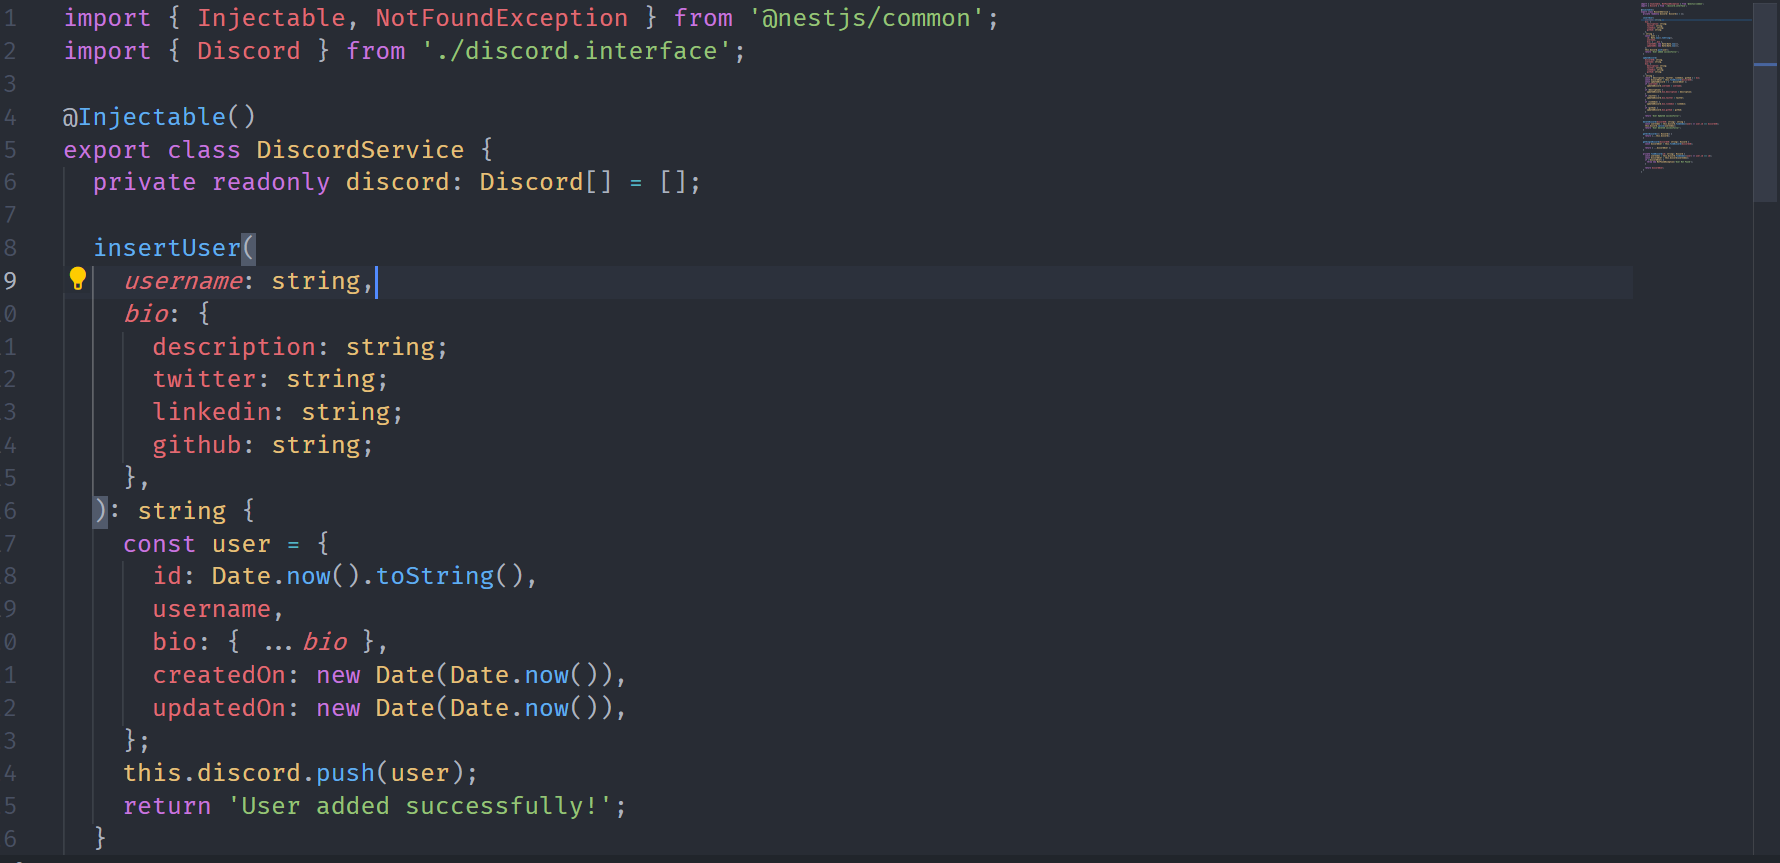 1 import { Injectable, NotFoundException } from '@nestjs/common';
2 import { Discord } from './discord.interface';
3
4 @Injectable()
5 export class DiscordService {
6 private readonly discord: Discord[] = [];
7
8 insertUser(
9 username: string,
0 bio: {
1 description: string;
2 twitter: string;
3 linkedin: string;
4 github: string;
5 },
6 ): string {
7 const user = {
8 id: Date.now().toString(),
9 username,
0 bio: { ...bio },
1 createdOn: new Date(Date.now()),
2 updatedOn: new Date(Date.now()),
3 };
4 this.discord.push(user);
5 return 'User added successfully!';
6 }